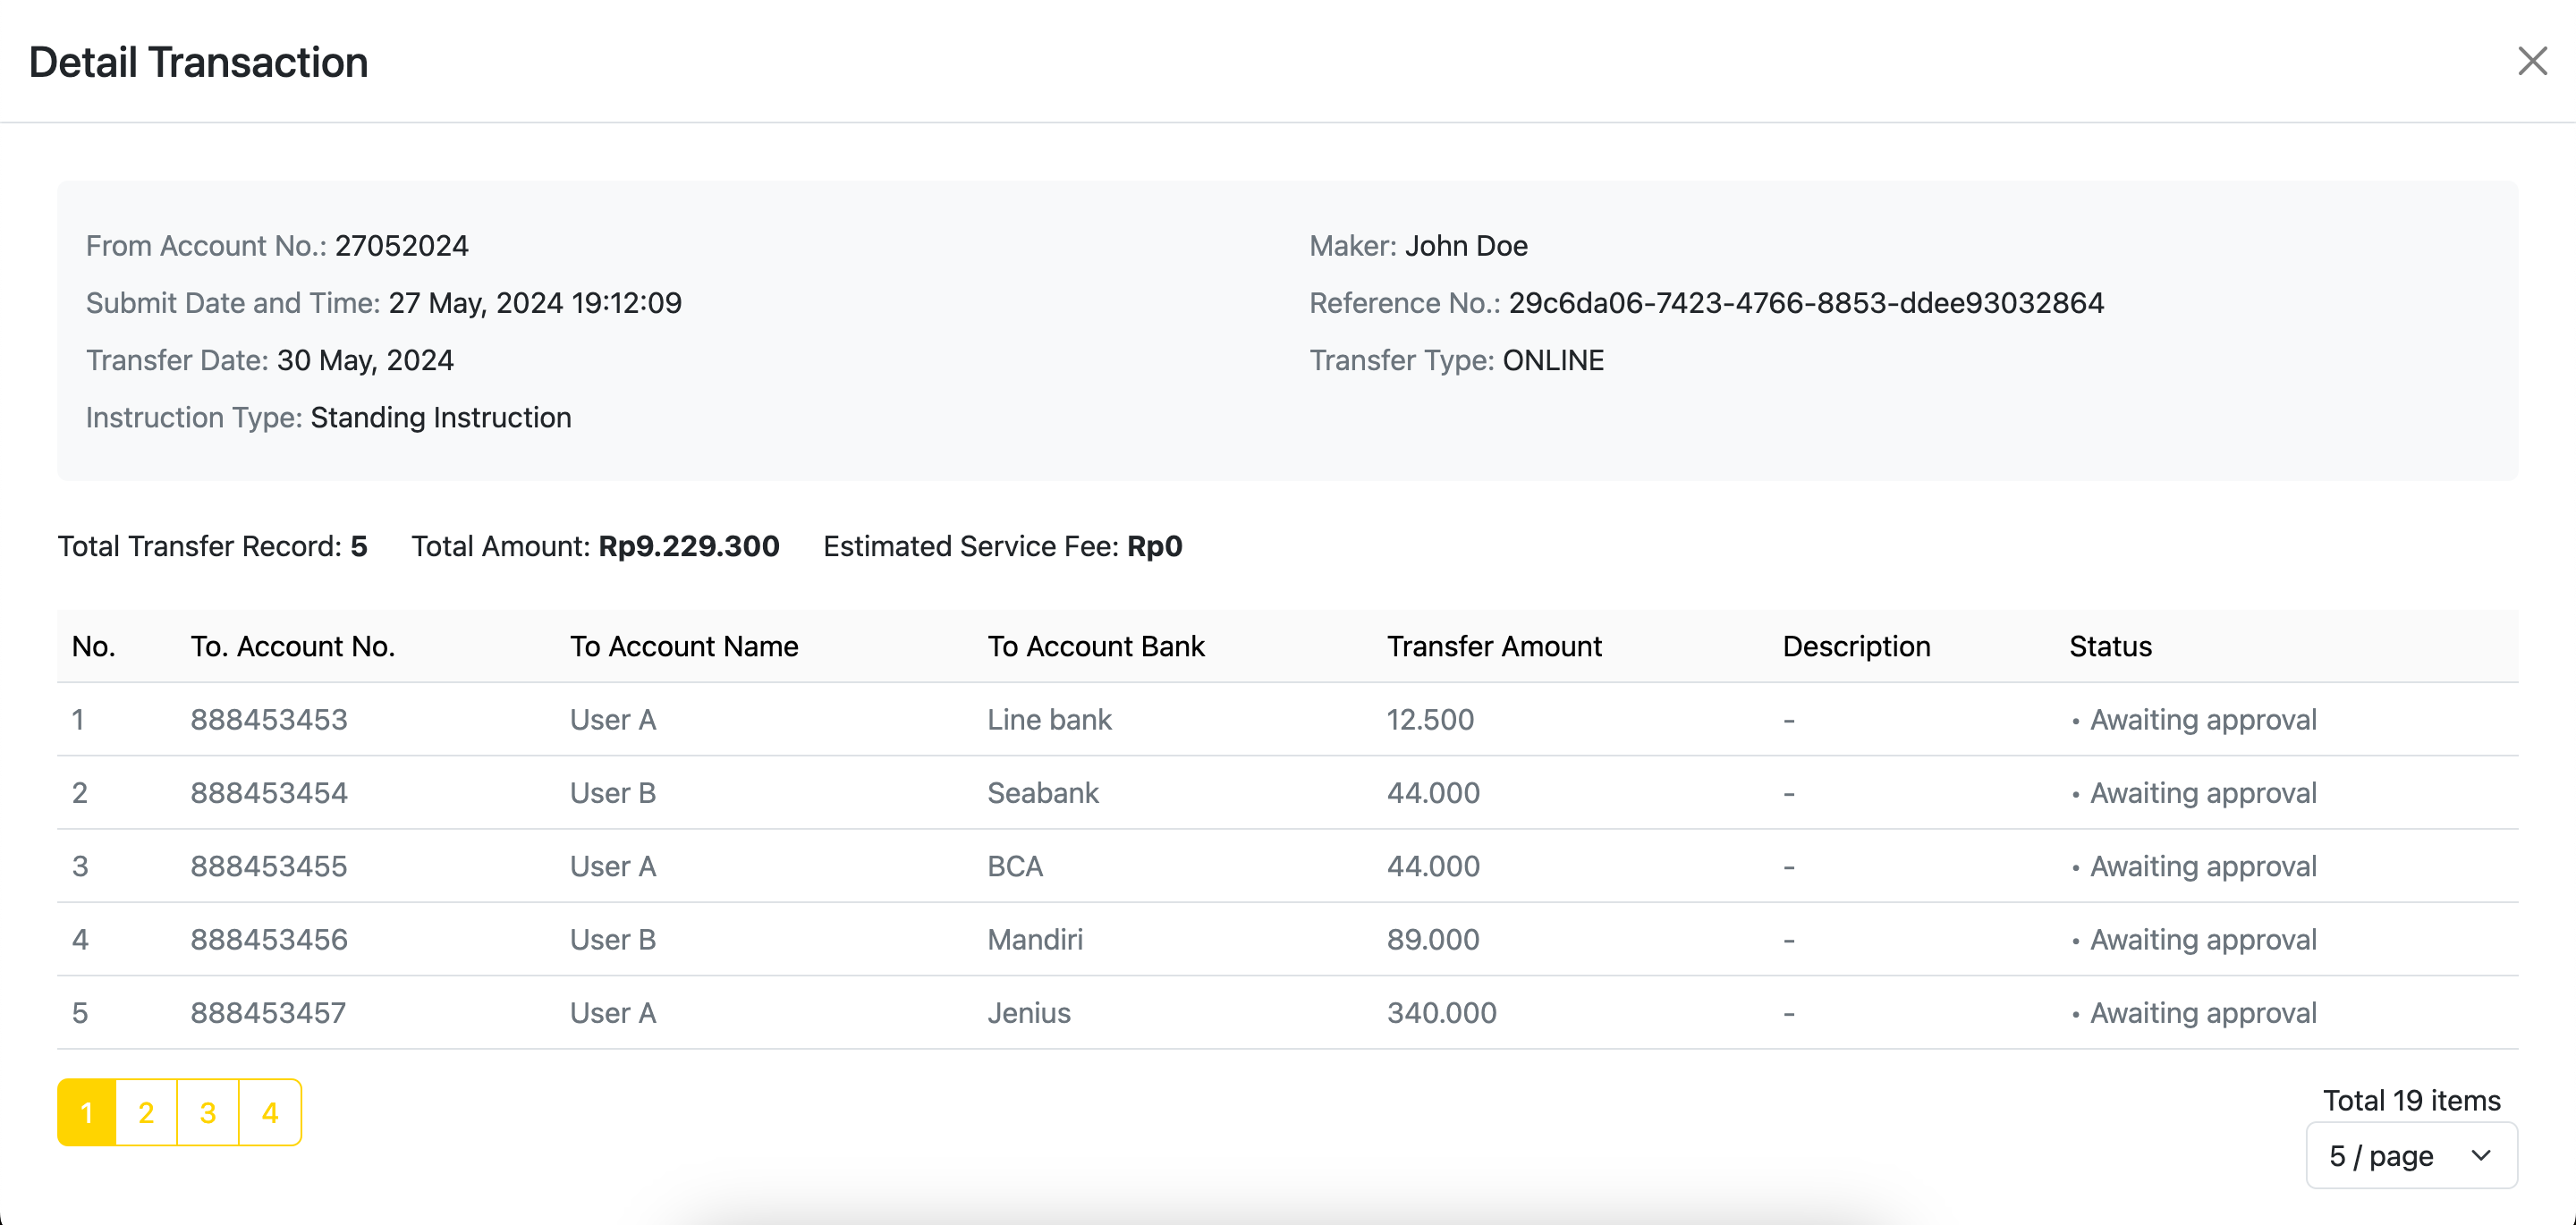 Detail Transaction
From Account No.: 27052024
Maker: John Doe
Submit Date and Time: 27 May, 2024 19:12:09
Reference No.: 29c6da06-7423-4766-8853-ddee93032864
Transfer Date: 30 May, 2024
Transfer Type: ONLINE
Instruction Type: Standing Instruction
Total Transfer Record: 5 Total Amount: Rp9.229.300 Estimated Service Fee: Rp0
No. To. Account No. To Account Name To Account Bank Transfer Amount Description Status
1 888453453 User A Line bank 12.500 - • Awaiting approval
2 888453454 User B Seabank 44.000 - • Awaiting approval
3 888453455 User A BCA 44.000 - • Awaiting approval
4 888453456 User B Mandiri 89.000 - • Awaiting approval
5 888453457 User A Jenius 340.000 - • Awaiting approval
1 2 3 4
Total 19 items
5 / page